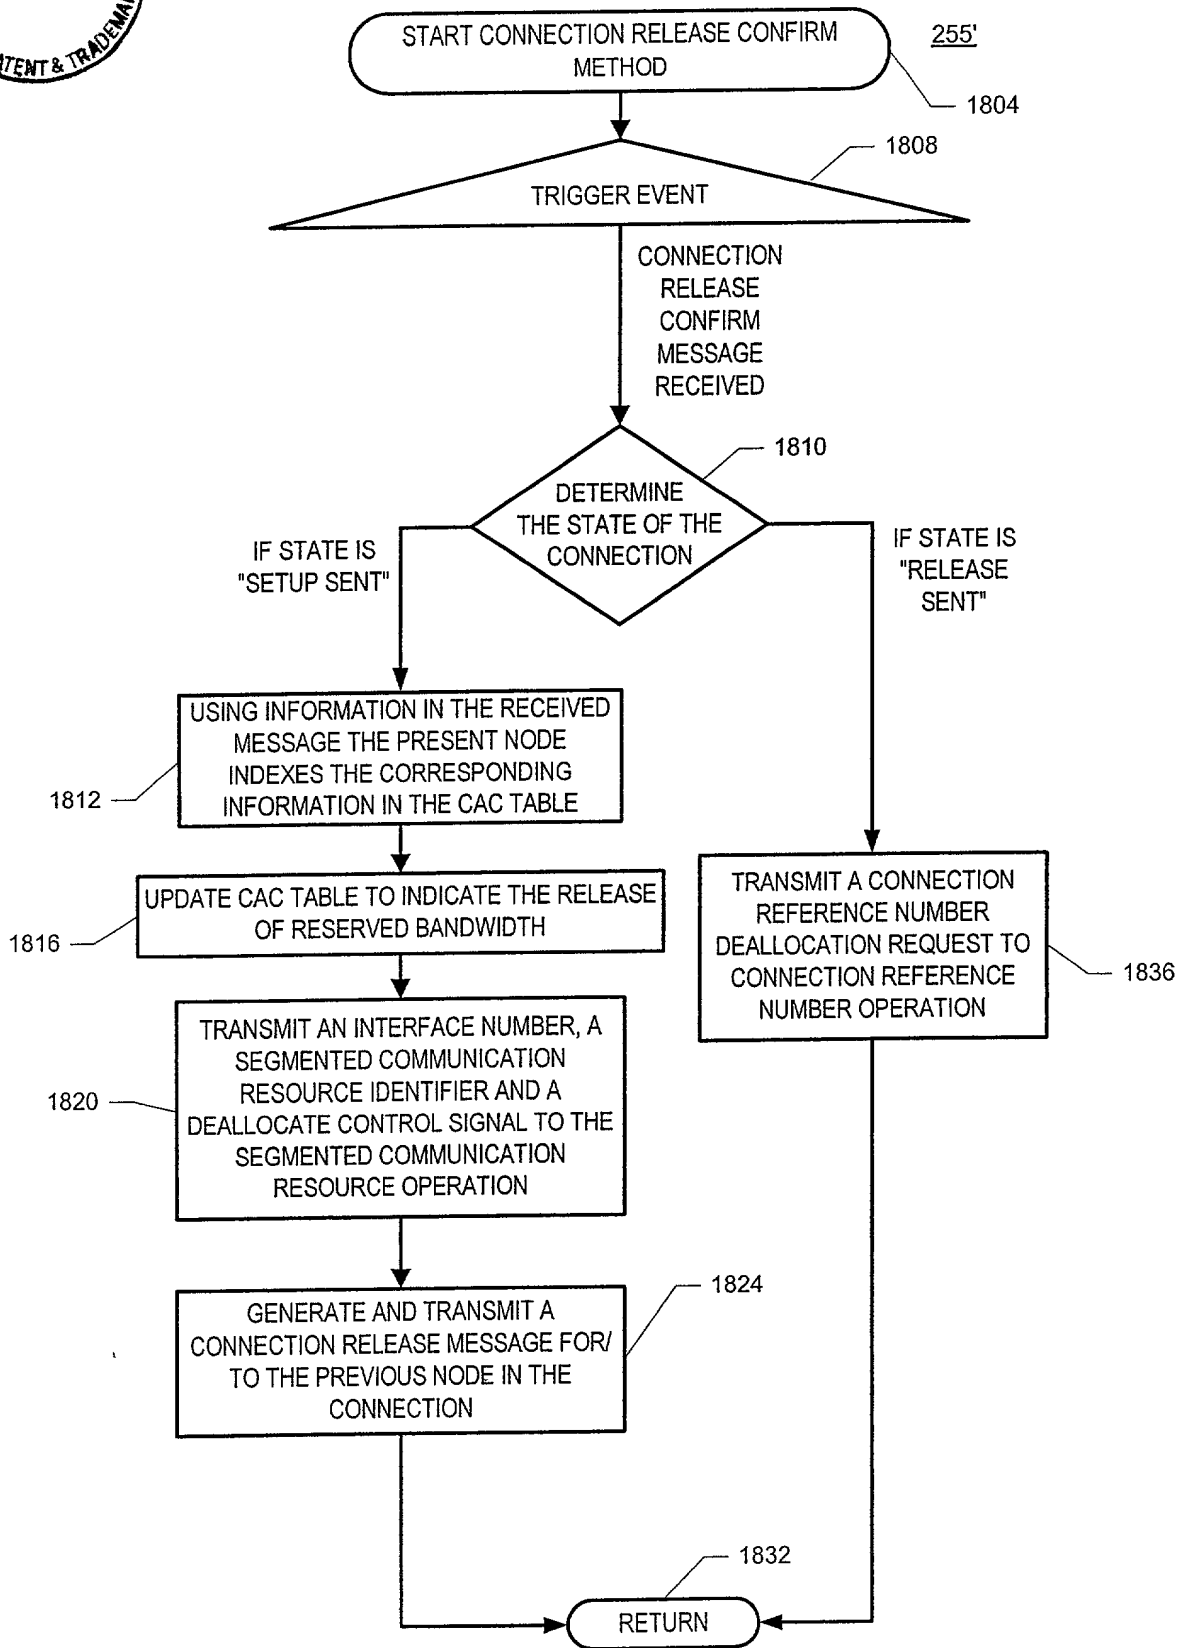 ATENT & TRADEMA
START CONNECTION RELEASE CONFIRM
METHOD
255'
1804
1808
TRIGGER EVENT
CONNECTION
RELEASE
CONFIRM
MESSAGE
RECEIVED
1810
DETERMINE
THE STATE OF THE
CONNECTION
IF STATE IS
"SETUP SENT"
IF STATE IS
"RELEASE
SENT"
USING INFORMATION IN THE RECEIVED
MESSAGE THE PRESENT NODE
INDEXES THE CORRESPONDING
INFORMATION IN THE CAC TABLE
1812
UPDATE CAC TABLE TO INDICATE THE RELEASE
OF RESERVED BANDWIDTH
1816
TRANSMIT A CONNECTION
REFERENCE NUMBER
DEALLOCATION REQUEST TO
CONNECTION REFERENCE
NUMBER OPERATION
1836
TRANSMIT AN INTERFACE NUMBER, A
SEGMENTED COMMUNICATION
RESOURCE IDENTIFIER AND A
DEALLOCATE CONTROL SIGNAL TO THE
SEGMENTED COMMUNICATION
RESOURCE OPERATION
1820
GENERATE AND TRANSMIT A
CONNECTION RELEASE MESSAGE FOR/
TO THE PREVIOUS NODE IN THE
CONNECTION
1824
1832
RETURN